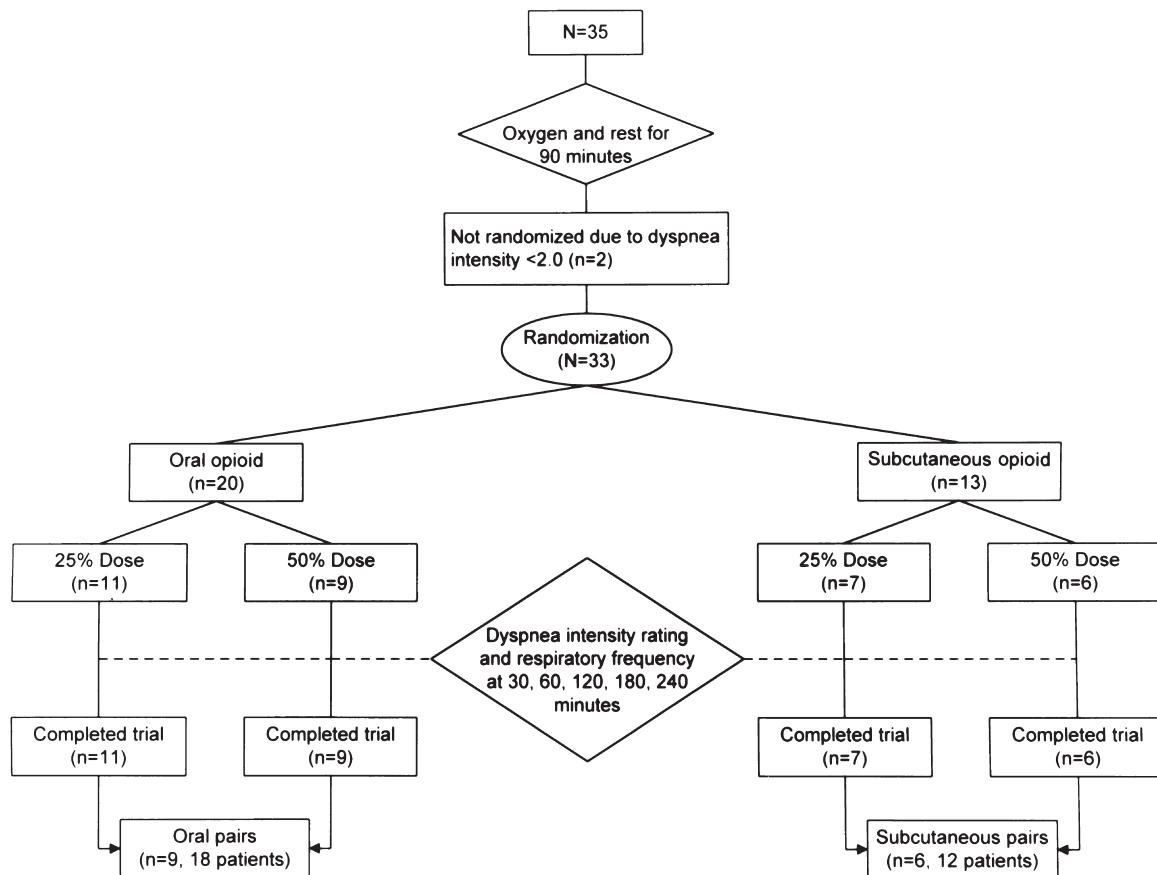 N=35
Oxygen and rest for
90 minutes
Not randomized due to dyspnea
intensity <2.0 (n=2)
Randomization
(N=33)
Oral opioid
(n=20)
Subcutaneous opioid
(n=13)
25% Dose
(n=11)
50% Dose
(n=9)
25% Dose
(n=7)
50% Dose
(n=6)
Dyspnea intensity rating
and respiratory frequency
at 30, 60, 120, 180, 240
minutes
Completed trial
(n=11)
Completed trial
(n=9)
Completed trial
(n=7)
Completed trial
(n=6)
Oral pairs
(n=9, 18 patients)
Subcutaneous pairs
(n=6, 12 patients)